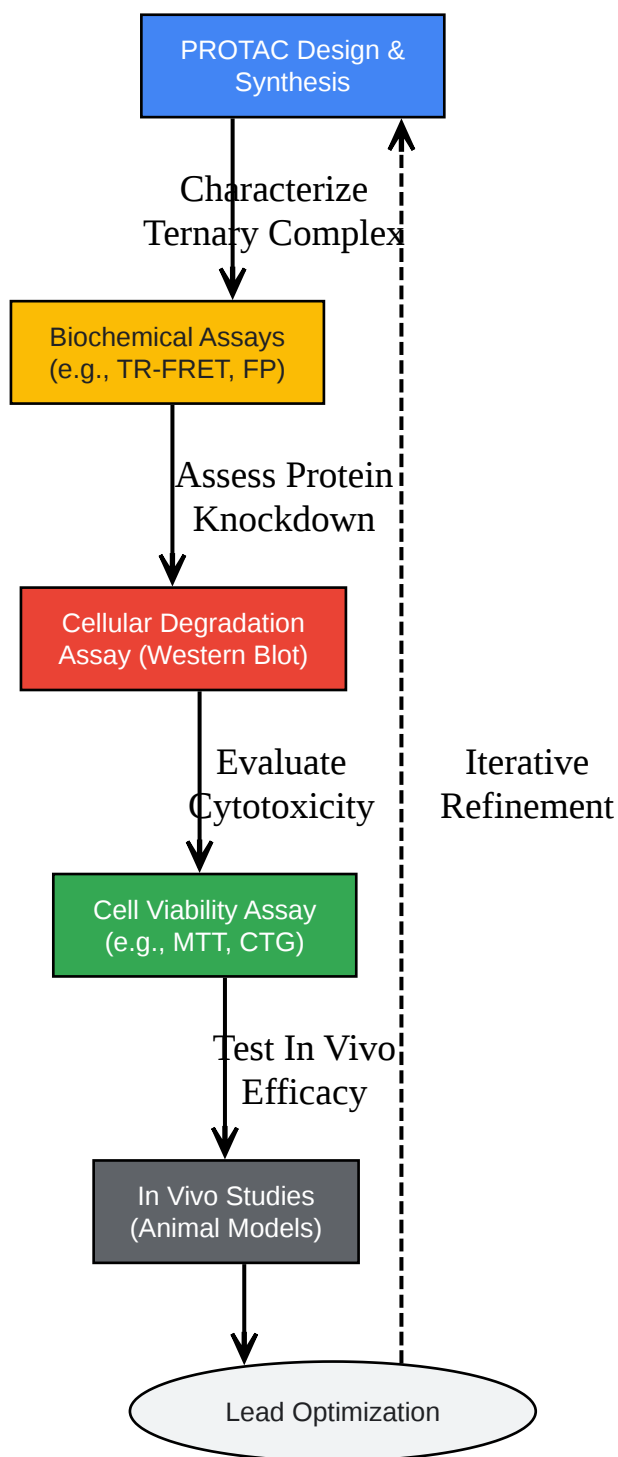 PROTAC Design &
Synthesis
Characterize
Ternary Complex
Biochemical Assays
(e.g., TR-FRET, FP)
Assess Protein
Knockdown
Cellular Degradation
Assay (Western Blot)
Evaluate
Cytotoxicity
Iterative
Refinement
Cell Viability Assay
(e.g., MTT, CTG)
Test In Vivo
Efficacy
In Vivo Studies
(Animal Models)
Lead Optimization